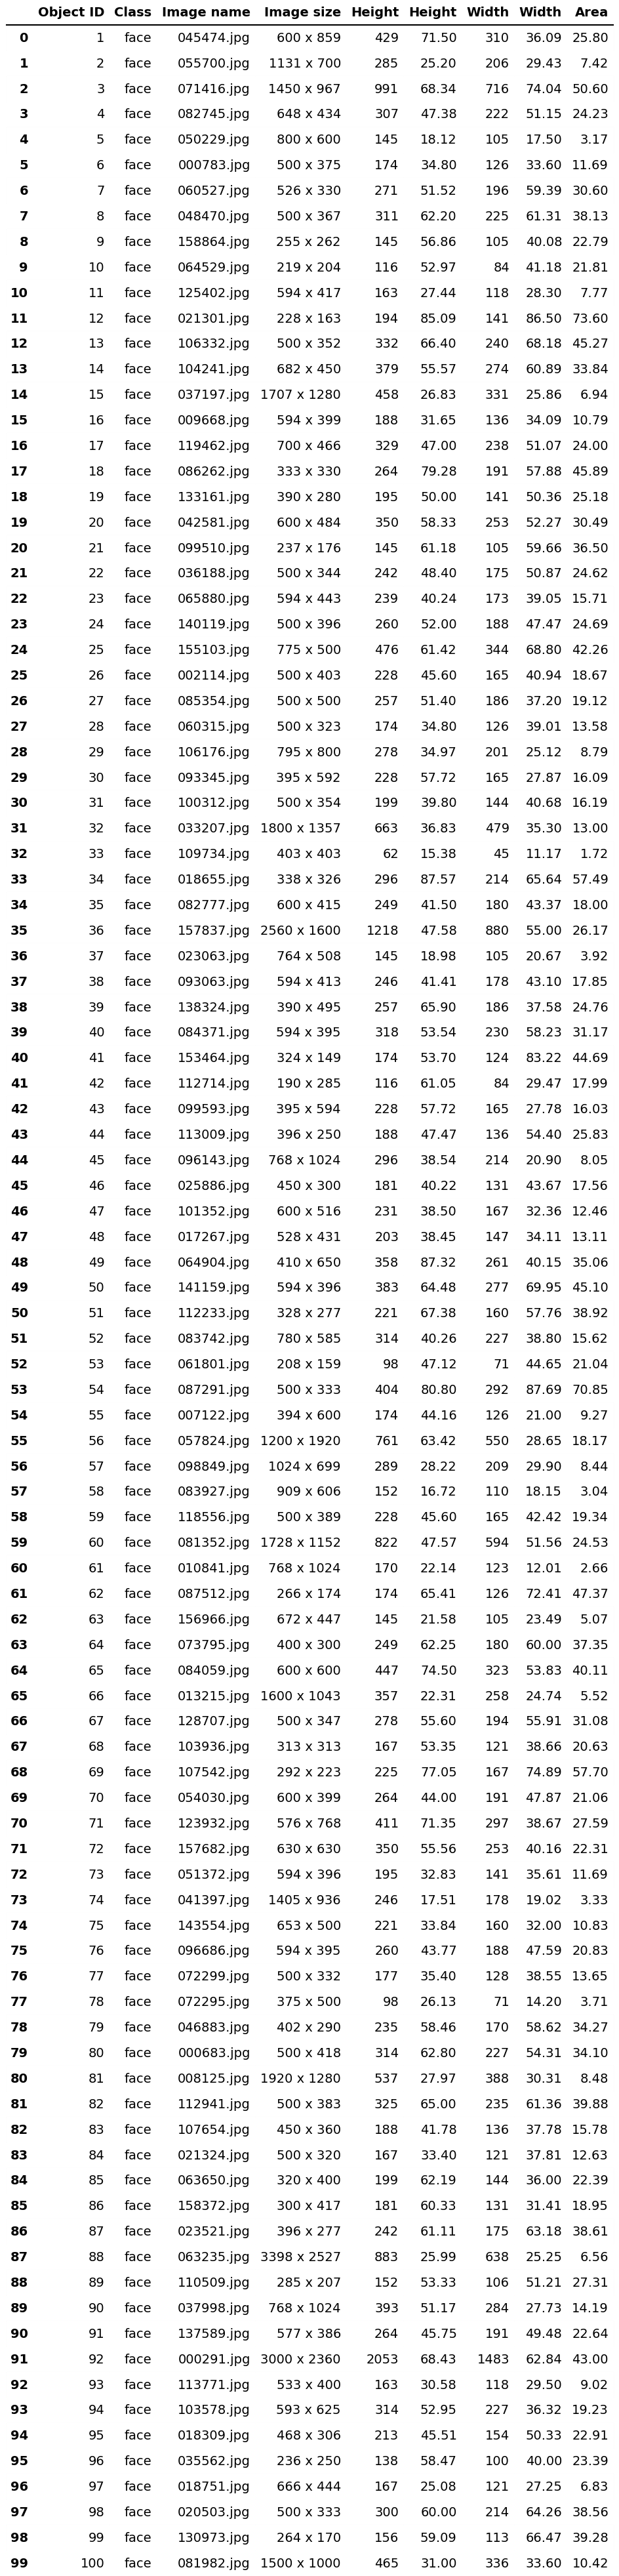 Object ID Class Image name Image size Height Height Width Width Area
0 1 face 045474.jpg 600 x 859 429 71.50 310 36.09 25.80
1 2 face 055700.jpg 1131 x 700 285 25.20 206 29.43 7.42
2 3 face 071416.jpg 1450 x 967 991 68.34 716 74.04 50.60
3 4 face 082745.jpg 648 x 434 307 47.38 222 51.15 24.23
4 5 face 050229.jpg 800 x 600 145 18.12 105 17.50 3.17
5 6 face 000783.jpg 500 x 375 174 34.80 126 33.60 11.69
6 7 face 060527.jpg 526 x 330 271 51.52 196 59.39 30.60
7 8 face 048470.jpg 500 x 367 311 62.20 225 61.31 38.13
8 9 face 158864.jpg 255 x 262 145 56.86 105 40.08 22.79
9 10 face 064529.jpg 219 x 204 116 52.97 84 41.18 21.81
10 11 face 125402.jpg 594 x 417 163 27.44 118 28.30 7.77
11 12 face 021301.jpg 228 x 163 194 85.09 141 86.50 73.60
12 13 face 106332.jpg 500 x 352 332 66.40 240 68.18 45.27
13 14 face 104241.jpg 682 x 450 379 55.57 274 60.89 33.84
14 15 face 037197.jpg 1707 x 1280 458 26.83 331 25.86 6.94
15 16 face 009668.jpg 594 x 399 188 31.65 136 34.09 10.79
16 17 face 119462.jpg 700 x 466 329 47.00 238 51.07 24.00
17 18 face 086262.jpg 333 x 330 264 79.28 191 57.88 45.89
18 19 face 133161.jpg 390 x 280 195 50.00 141 50.36 25.18
19 20 face 042581.jpg 600 x 484 350 58.33 253 52.27 30.49
20 21 face 099510.jpg 237 x 176 145 61.18 105 59.66 36.50
21 22 face 036188.jpg 500 x 344 242 48.40 175 50.87 24.62
22 23 face 065880.jpg 594 x 443 239 40.24 173 39.05 15.71
23 24 face 140119.jpg 500 x 396 260 52.00 188 47.47 24.69
24 25 face 155103.jpg 775 x 500 476 61.42 344 68.80 42.26
25 26 face 002114.jpg 500 x 403 228 45.60 165 40.94 18.67
26 27 face 085354.jpg 500 x 500 257 51.40 186 37.20 19.12
27 28 face 060315.jpg 500 x 323 174 34.80 126 39.01 13.58
28 29 face 106176.jpg 795 x 800 278 34.97 201 25.12 8.79
29 30 face 093345.jpg 395 x 592 228 57.72 165 27.87 16.09
30 31 face 100312.jpg 500 x 354 199 39.80 144 40.68 16.19
31 32 face 033207.jpg 1800 x 1357 663 36.83 479 35.30 13.00
32 33 face 109734.jpg 403 x 403 62 15.38 45 11.17 1.72
33 34 face 018655.jpg 338 x 326 296 87.57 214 65.64 57.49
34 35 face 082777.jpg 600 x 415 249 41.50 180 43.37 18.00
35 36 face 157837.jpg 2560 x 1600 1218 47.58 880 55.00 26.17
36 37 face 023063.jpg 764 x 508 145 18.98 105 20.67 3.92
37 38 face 093063.jpg 594 x 413 246 41.41 178 43.10 17.85
38 39 face 138324.jpg 390 x 495 257 65.90 186 37.58 24.76
39 40 face 084371.jpg 594 x 395 318 53.54 230 58.23 31.17
40 41 face 153464.jpg 324 x 149 174 53.70 124 83.22 44.69
41 42 face 112714.jpg 190 x 285 116 61.05 84 29.47 17.99
42 43 face 099593.jpg 395 x 594 228 57.72 165 27.78 16.03
43 44 face 113009.jpg 396 x 250 188 47.47 136 54.40 25.83
44 45 face 096143.jpg 768 x 1024 296 38.54 214 20.90 8.05
45 46 face 025886.jpg 450 x 300 181 40.22 131 43.67 17.56
46 47 face 101352.jpg 600 x 516 231 38.50 167 32.36 12.46
47 48 face 017267.jpg 528 x 431 203 38.45 147 34.11 13.11
48 49 face 064904.jpg 410 x 650 358 87.32 261 40.15 35.06
49 50 face 141159.jpg 594 x 396 383 64.48 277 69.95 45.10
50 51 face 112233.jpg 328 x 277 221 67.38 160 57.76 38.92
51 52 face 083742.jpg 780 x 585 314 40.26 227 38.80 15.62
52 53 face 061801.jpg 208 x 159 98 47.12 71 44.65 21.04
53 54 face 087291.jpg 500 x 333 404 80.80 292 87.69 70.85
54 55 face 007122.jpg 394 x 600 174 44.16 126 21.00 9.27
55 56 face 057824.jpg 1200 x 1920 761 63.42 550 28.65 18.17
56 57 face 098849.jpg 1024 x 699 289 28.22 209 29.90 8.44
57 58 face 083927.jpg 909 x 606 152 16.72 110 18.15 3.04
58 59 face 118556.jpg 500 x 389 228 45.60 165 42.42 19.34
59 60 face 081352.jpg 1728 x 1152 822 47.57 594 51.56 24.53
60 61 face 010841.jpg 768 x 1024 170 22.14 123 12.01 2.66
61 62 face 087512.jpg 266 x 174 174 65.41 126 72.41 47.37
62 63 face 156966.jpg 672 x 447 145 21.58 105 23.49 5.07
63 64 face 073795.jpg 400 x 300 249 62.25 180 60.00 37.35
64 65 face 084059.jpg 600 x 600 447 74.50 323 53.83 40.11
65 66 face 013215.jpg 1600 x 1043 357 22.31 258 24.74 5.52
66 67 face 128707.jpg 500 x 347 278 55.60 194 55.91 31.08
67 68 face 103936.jpg 313 x 313 167 53.35 121 38.66 20.63
68 69 face 107542.jpg 292 x 223 225 77.05 167 74.89 57.70
69 70 face 054030.jpg 600 x 399 264 44.00 191 47.87 21.06
70 71 face 123932.jpg 576 x 768 411 71.35 297 38.67 27.59
71 72 face 157682.jpg 630 x 630 350 55.56 253 40.16 22.31
72 73 face 051372.jpg 594 x 396 195 32.83 141 35.61 11.69
73 74 face 041397.jpg 1405 x 936 246 17.51 178 19.02 3.33
74 75 face 143554.jpg 653 x 500 221 33.84 160 32.00 10.83
75 76 face 096686.jpg 594 x 395 260 43.77 188 47.59 20.83
76 77 face 072299.jpg 500 x 332 177 35.40 128 38.55 13.65
77 78 face 072295.jpg 375 x 500 98 26.13 71 14.20 3.71
78 79 face 046883.jpg 402 x 290 235 58.46 170 58.62 34.27
79 80 face 000683.jpg 500 x 418 314 62.80 227 54.31 34.10
80 81 face 008125.jpg 1920 x 1280 537 27.97 388 30.31 8.48
81 82 face 112941.jpg 500 x 383 325 65.00 235 61.36 39.88
82 83 face 107654.jpg 450 x 360 188 41.78 136 37.78 15.78
83 84 face 021324.jpg 500 x 320 167 33.40 121 37.81 12.63
84 85 face 063650.jpg 320 x 400 199 62.19 144 36.00 22.39
85 86 face 158372.jpg 300 x 417 181 60.33 131 31.41 18.95
86 87 face 023521.jpg 396 x 277 242 61.11 175 63.18 38.61
87 88 face 063235.jpg 3398 x 2527 883 25.99 638 25.25 6.56
88 89 face 110509.jpg 285 x 207 152 53.33 106 51.21 27.31
89 90 face 037998.jpg 768 x 1024 393 51.17 284 27.73 14.19
90 91 face 137589.jpg 577 x 386 264 45.75 191 49.48 22.64
91 92 face 000291.jpg 3000 x 2360 2053 68.43 1483 62.84 43.00
92 93 face 113771.jpg 533 x 400 163 30.58 118 29.50 9.02
93 94 face 103578.jpg 593 x 625 314 52.95 227 36.32 19.23
94 95 face 018309.jpg 468 x 306 213 45.51 154 50.33 22.91
95 96 face 035562.jpg 236 x 250 138 58.47 100 40.00 23.39
96 97 face 018751.jpg 666 x 444 167 25.08 121 27.25 6.83
97 98 face 020503.jpg 500 x 333 300 60.00 214 64.26 38.56
98 99 face 130973.jpg 264 x 170 156 59.09 113 66.47 39.28
99 100 face 081982.jpg 1500 x 1000 465 31.00 336 33.60 10.42